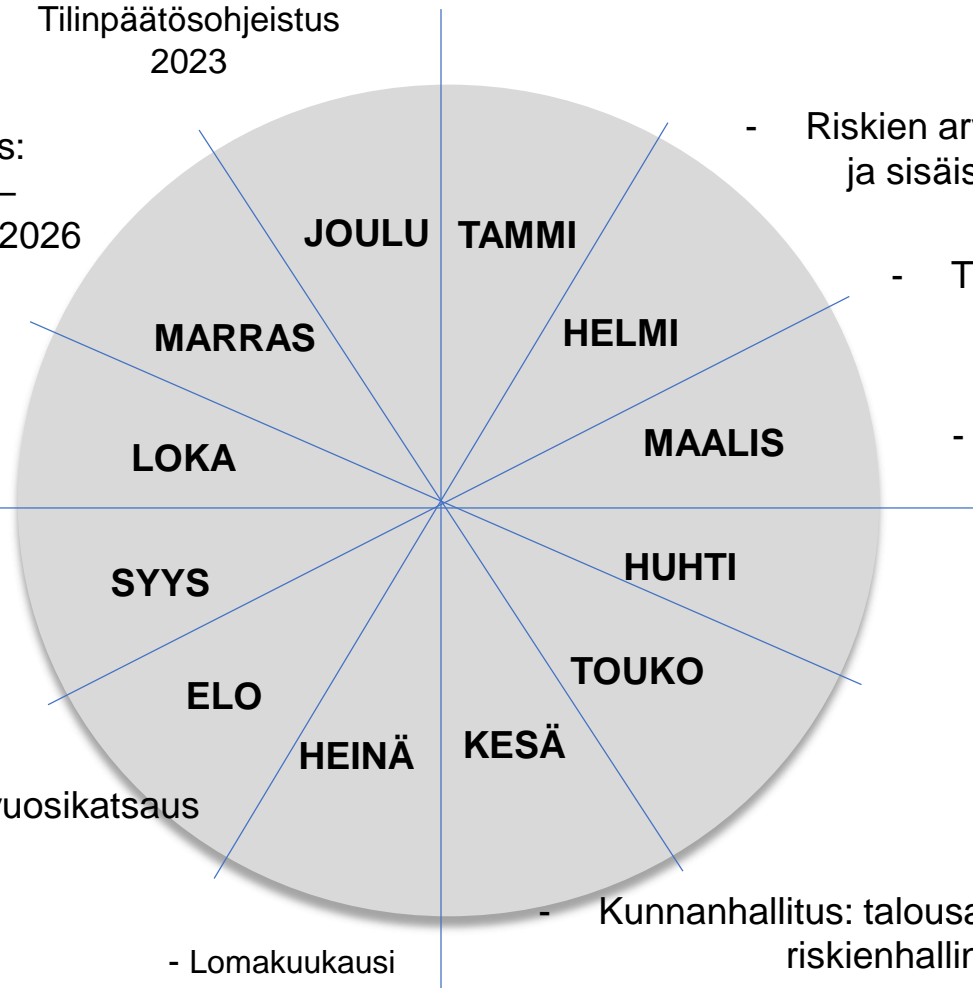 Tilinpäätösohjeistus
2023
s:
–
2026
- Riskien ar
ja sisäis
- T
-
JOULU
TAMMI
MARRAS
HELMI
LOKA
MAALIS
SYYS
HUHTI
ELO
TOUKO
HEINÄ
KESÄ
vuosikatsaus
- Kunnanhallitus: talousa
riskienhallin
- Lomakuukausi